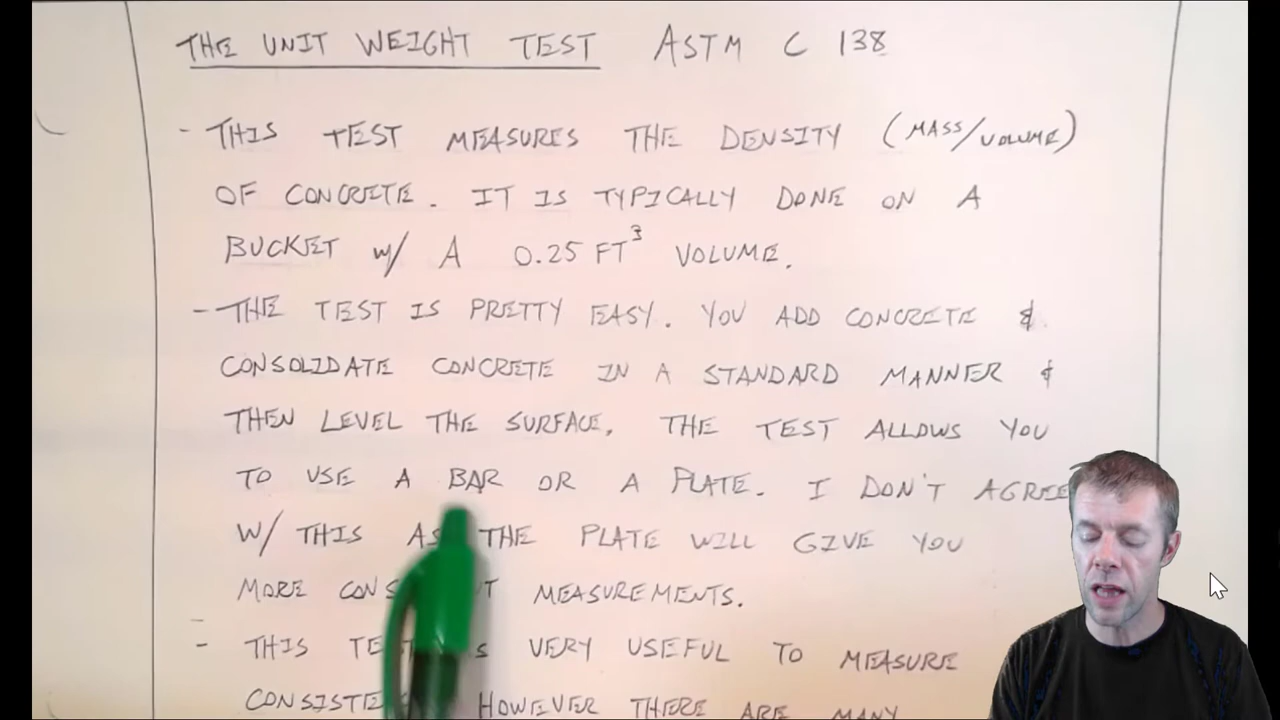 THE UNIT WEIGHT TEST ASTM C 138
- THIS TEST MEASURES THE DENSITY (MASS/VOLUME)
OF CONCRETE. IT IS TYPICALLY DONE ON A
BUCKET W/ A 0.25 FT³ VOLUME.
- THE TEST IS PRETTY EASY. YOU ADD CONCRETE &
CONSOLIDATE CONCRETE IN A STANDARD MANNER &
THEN LEVEL THE SURFACE. THE TEST ALLOWS YOU
TO USE A BAR OR A PLATE. I DON'T AGREE
W/ THIS AS THE PLATE WILL GIVE YOU
MORE MEASUREMENTS.
- THIS VERY USEFUL TO MEASURE
HOWEVER THERE ARE MANY